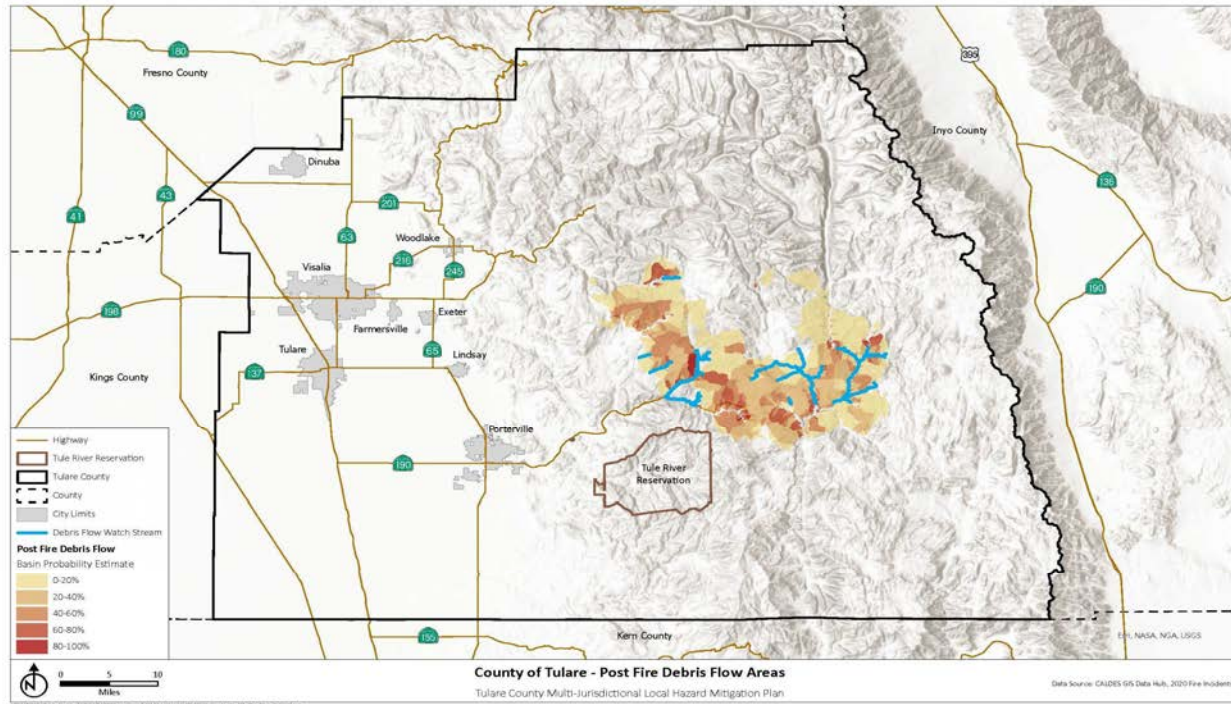 180
Fresno County
99
43
41
Dinuba
201
63
Woodlake
216
245
Visalia
198
Farmersville
Exeter
Tulare
65
Lindsay
137
Kings County
Porterville
190
Tule River
Reservation
395
Inyo County
136
190
155
Kern County
Esri, NASA, NGA, USGS
Highway
Tule River Reservation
Tulare County
County
City Limits
Debris Flow Watch Stream
Post Fire Debris Flow
Basin Probability Estimate
0-20%
20-40%
40-60%
60-80%
80-100%
0 5 10
Miles
County of Tulare - Post Fire Debris Flow Areas
Tulare County Multi-Jurisdictional Local Hazard Mitigation Plan
Data Source: CALDES GIS Data Hub, 2020 Fire Incident